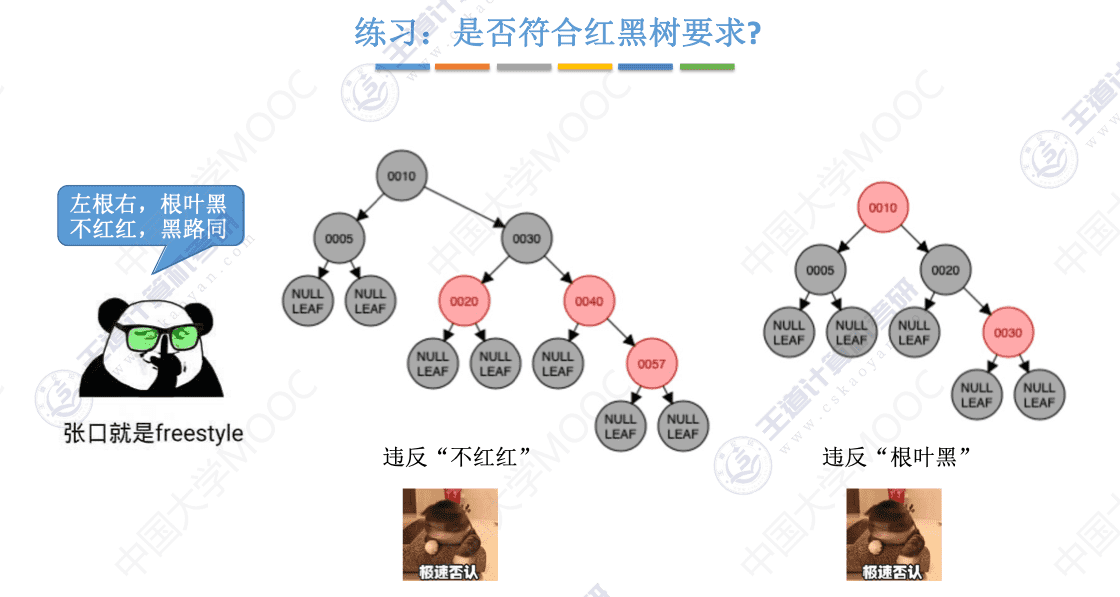 练习：是否符合红黑树要求?
左根右，根叶黑
不红红，黑路同
张口就是freestyle
0010
0005
0030
NULL
LEAF
NULL
LEAF
0020
0040
NULL
LEAF
NULL
LEAF
NULL
LEAF
0057
NULL
LEAF
NULL
LEAF
违反“不红红”
极速否认
0010
0005
0020
NULL
LEAF
NULL
LEAF
NULL
LEAF
0030
NULL
LEAF
NULL
LEAF
违反“根叶黑”
极速否认
中国大学MOOC
王道计算机考研
www.cskaoyan.com